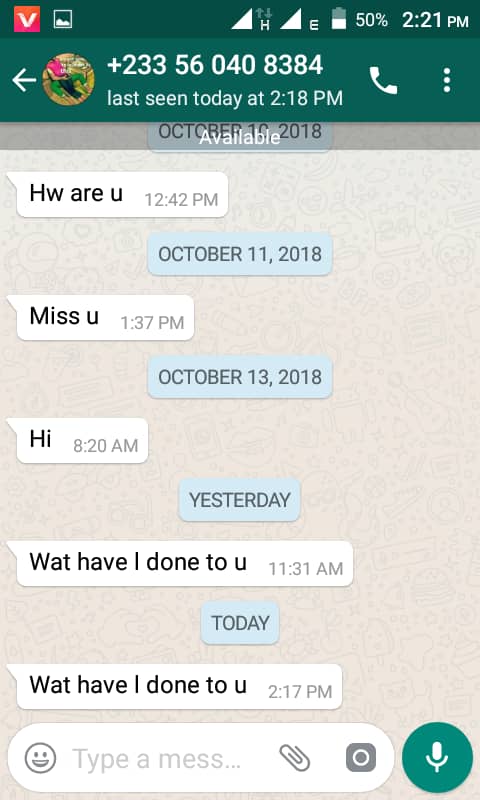 H
E
50%
2:21 PM
+233 56 040 8384
last seen today at 2:18 PM
OCTOBER 10, 2018
Available
Hw are u 12:42 PM
OCTOBER 11, 2018
Miss u 1:37 PM
OCTOBER 13, 2018
Hi 8:20 AM
YESTERDAY
Wat have I done to u 11:31 AM
TODAY
Wat have I done to u 2:17 PM
Type a mess...